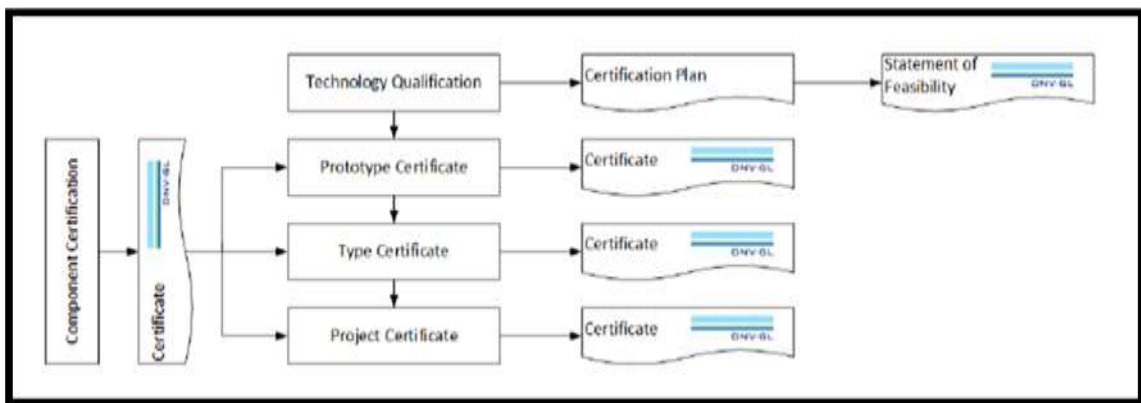 Technology Qualification
Certification Plan
Statement of
Feasibility
DNV·GL
Component Certification
Certificate
DNV·GL
Prototype Certificate
Certificate
DNV·GL
Type Certificate
Certificate
DNV·GL
Project Certificate
Certificate
DNV·GL